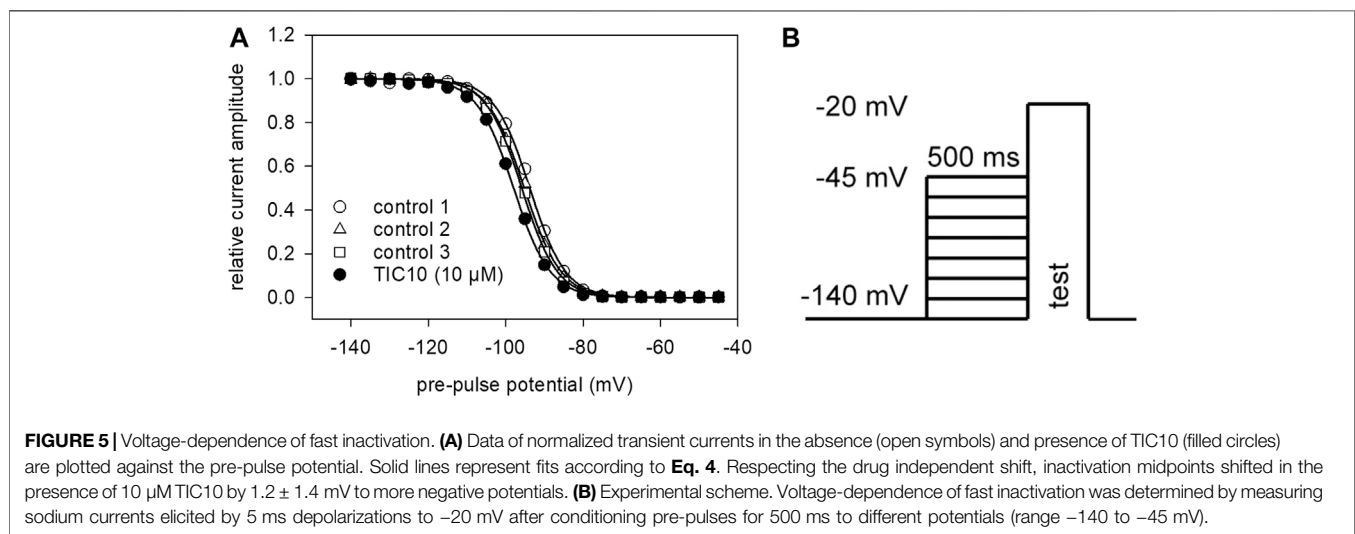 A
B
1.2
1.0
0.8
0.6
0.4
0.2
0.0
relative current amplitude
control 1
control 2
control 3
TIC10 (10 µM)
-140 -120 -100 -80 -60 -40
pre-pulse potential (mV)
-20 mV
500 ms
-45 mV
-140 mV
test
FIGURE 5 | Voltage-dependence of fast inactivation. (A) Data of normalized transient currents in the absence (open symbols) and presence of TIC10 (filled circles)
are plotted against the pre-pulse potential. Solid lines represent fits according to Eq. 4. Respecting the drug independent shift, inactivation midpoints shifted in the
presence of 10 µM TIC10 by 1.2 ± 1.4 mV to more negative potentials. (B) Experimental scheme. Voltage-dependence of fast inactivation was determined by measuring
sodium currents elicited by 5 ms depolarizations to −20 mV after conditioning pre-pulses for 500 ms to different potentials (range −140 to −45 mV).